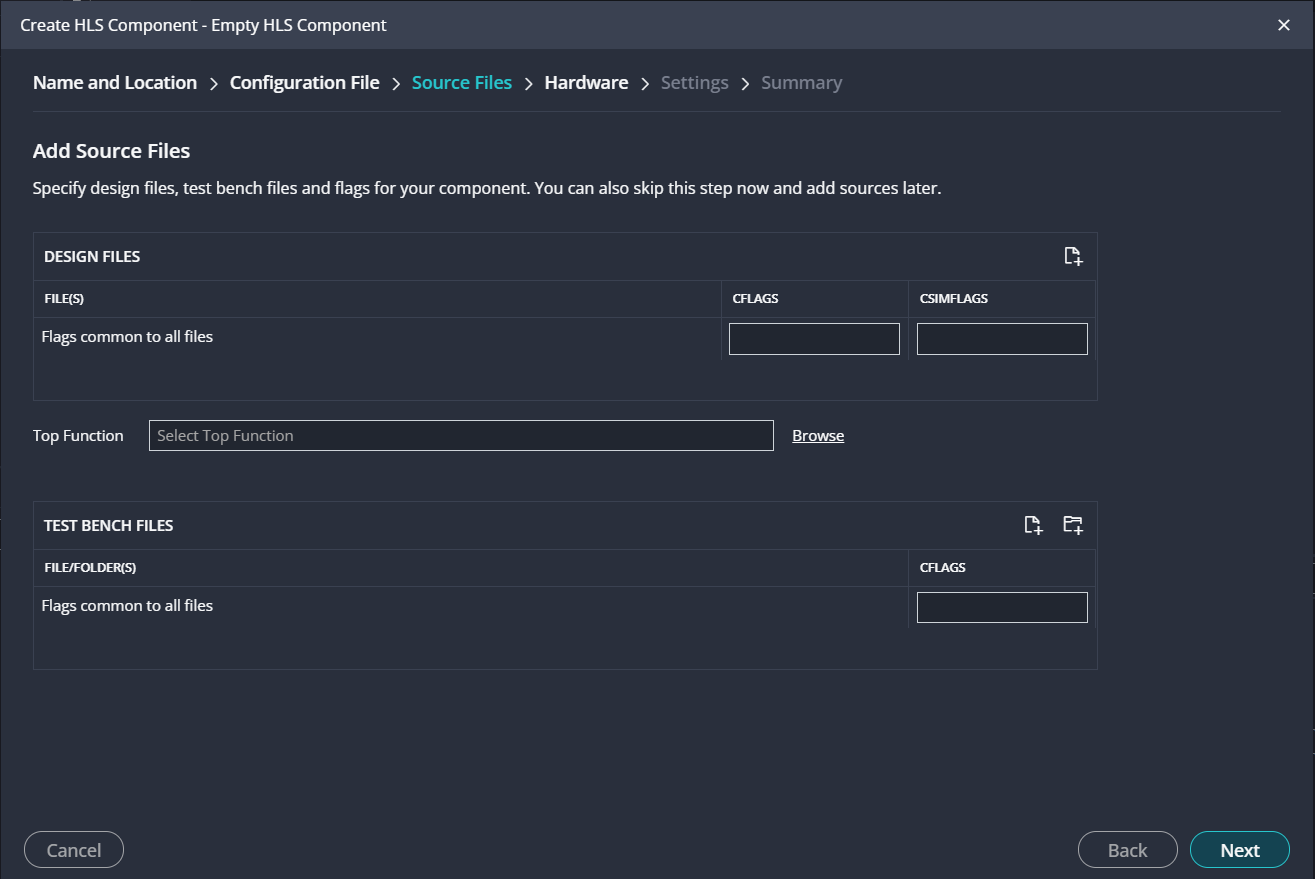 Create HLS Component - Empty HLS Component
Name and Location > Configuration File > Source Files > Hardware > Settings > Summary
Add Source Files
Specify design files, test bench files and flags for your component. You can also skip this step now and add sources later.
DESIGN FILES
FILE(S) CFLAGS CSIMFLAGS
Flags common to all files
Top Function Select Top Function Browse
TEST BENCH FILES
FILE/FOLDER(S) CFLAGS
Flags common to all files
Cancel Back Next